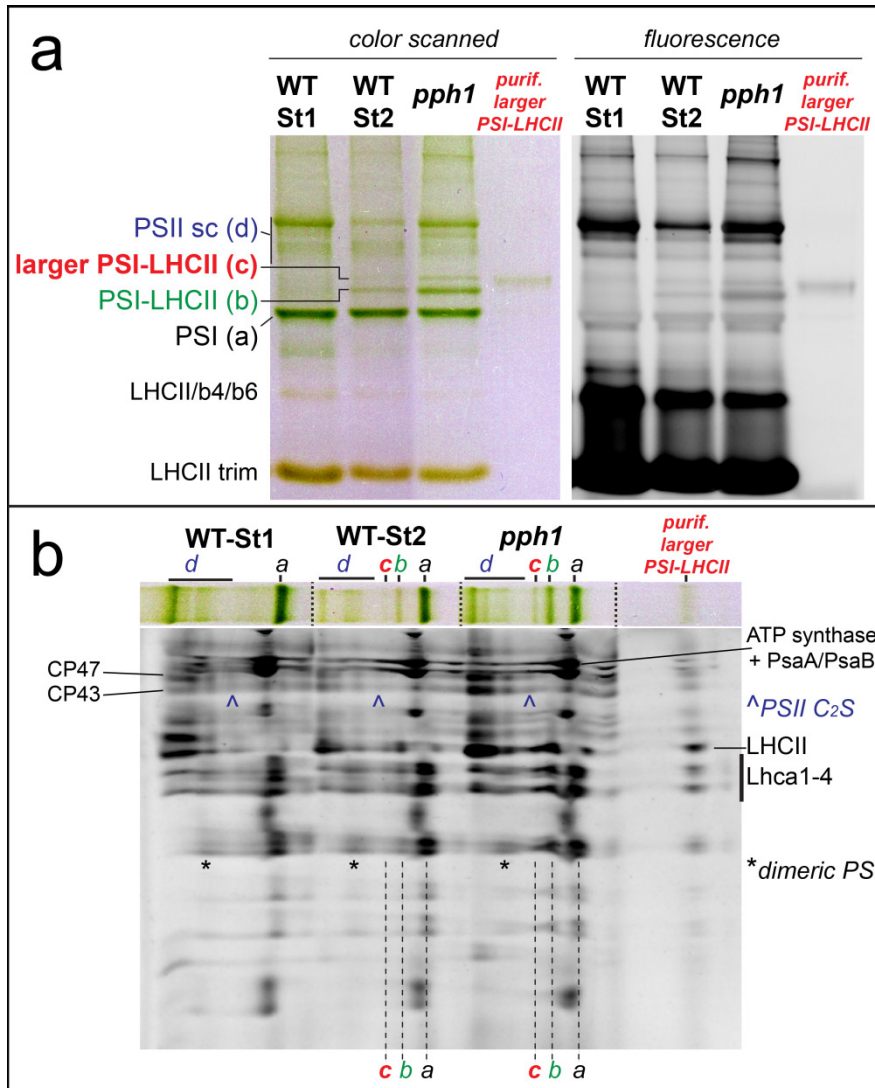 a
color scanned
fluorescence
WT St1
WT St2
pph1
purif. larger PSI-LHCII
WT St1
WT St2
pph1
purif. larger PSI-LHCII
PSII sc (d)
larger PSI-LHCII (c)
PSI-LHCII (b)
PSI (a)
LHCII/b4/b6
LHCII trim
b
WT-St1
WT-St2
pph1
purif. larger PSI-LHCII
d a d c b a d c b a
CP47
CP43
ATP synthase
+ PsaA/PsaB
^ ^ ^
^PSII C₂S
LHCII
Lhca1-4
* * *
*dimeric PS
c b a c b a